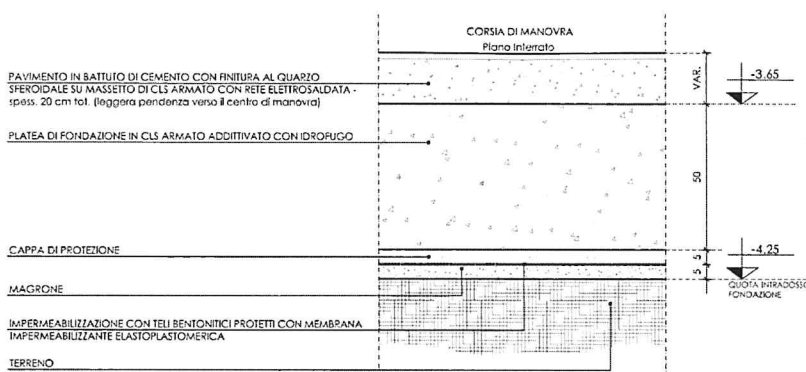 CORSIA DI MANOVRA
Piano Interrato
PAVIMENTO IN BATTUTO DI CEMENTO CON FINITURA AL QUARZO
SFEROIDALE SU MASSETTO DI CLS ARMATO CON RETE ELETTROSALDATA -
spess. 20 cm tot. (leggera pendenza verso il centro di manovra)
VAR.
-3.65
PLATEA DI FONDAZIONE IN CLS ARMATO ADDITTIVATO CON IDROFUGO
50
CAPPA DI PROTEZIONE
5
-4.25
MAGRONE
5
QUOTA INTRADOSSO
FONDAZIONE
IMPERMEABILIZZAZIONE CON TELI BENTONITICI PROTETTI CON MEMBRANA
IMPERMEABILIZZANTE ELASTOPLASTOMERICA
TERRENO